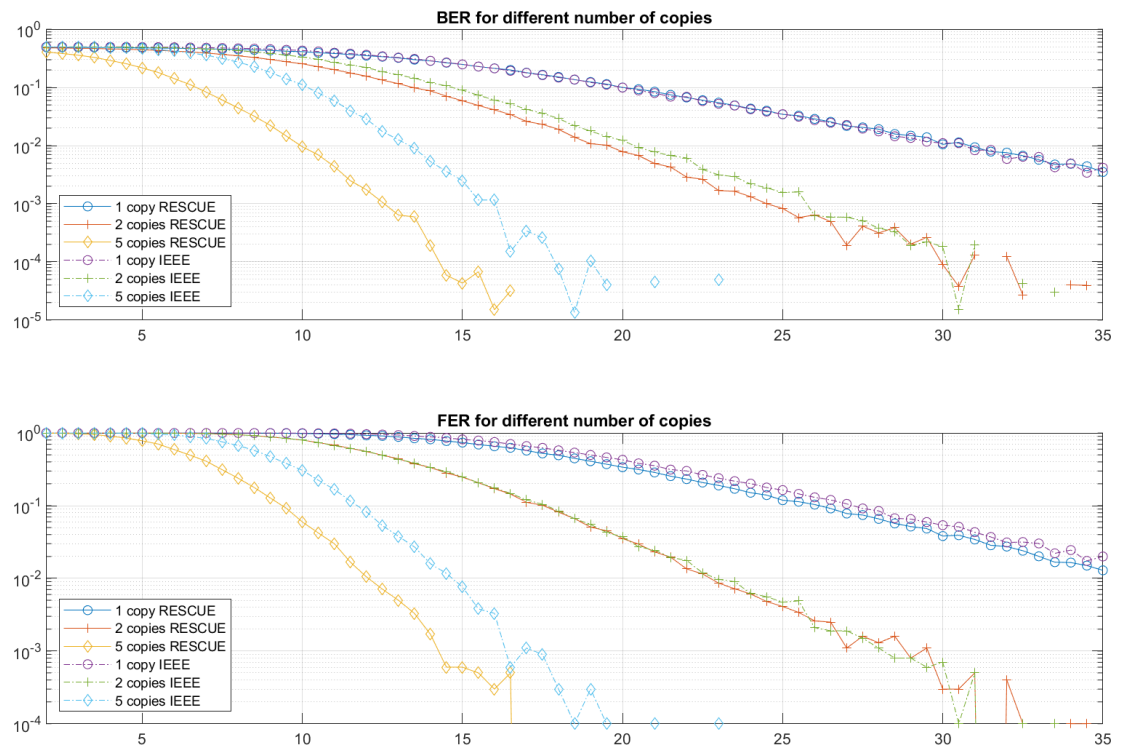 BER for different number of copies
10^0
10^-1
10^-2
10^-3
10^-4
10^-5
1 copy RESCUE
2 copies RESCUE
5 copies RESCUE
1 copy IEEE
2 copies IEEE
5 copies IEEE
5 10 15 20 25 30 35
FER for different number of copies
10^0
10^-1
10^-2
10^-3
10^-4
1 copy RESCUE
2 copies RESCUE
5 copies RESCUE
1 copy IEEE
2 copies IEEE
5 copies IEEE
5 10 15 20 25 30 35